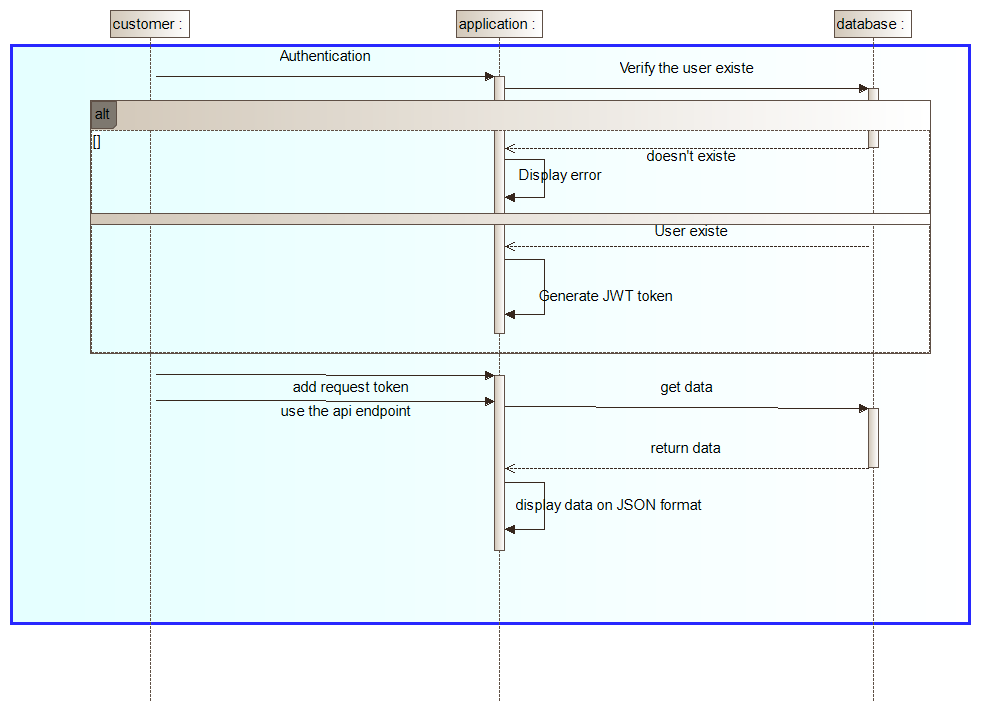 customer :
application :
database :
Authentication
Verify the user existe
alt
[]
doesn't existe
Display error
User existe
Generate JWT token
add request token
get data
use the api endpoint
return data
display data on JSON format